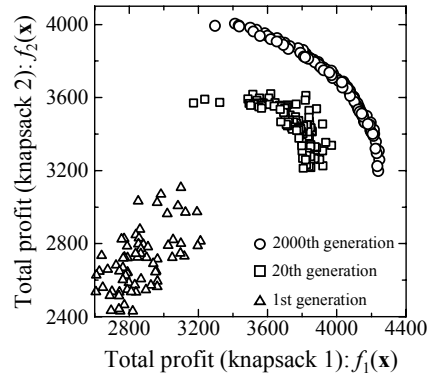 Total profit (knapsack 2): f₂(x)
4000
3600
3200
2800
2400
2000th generation
20th generation
1st generation
2800 3200 3600 4000 4400
Total profit (knapsack 1): f₁(x)